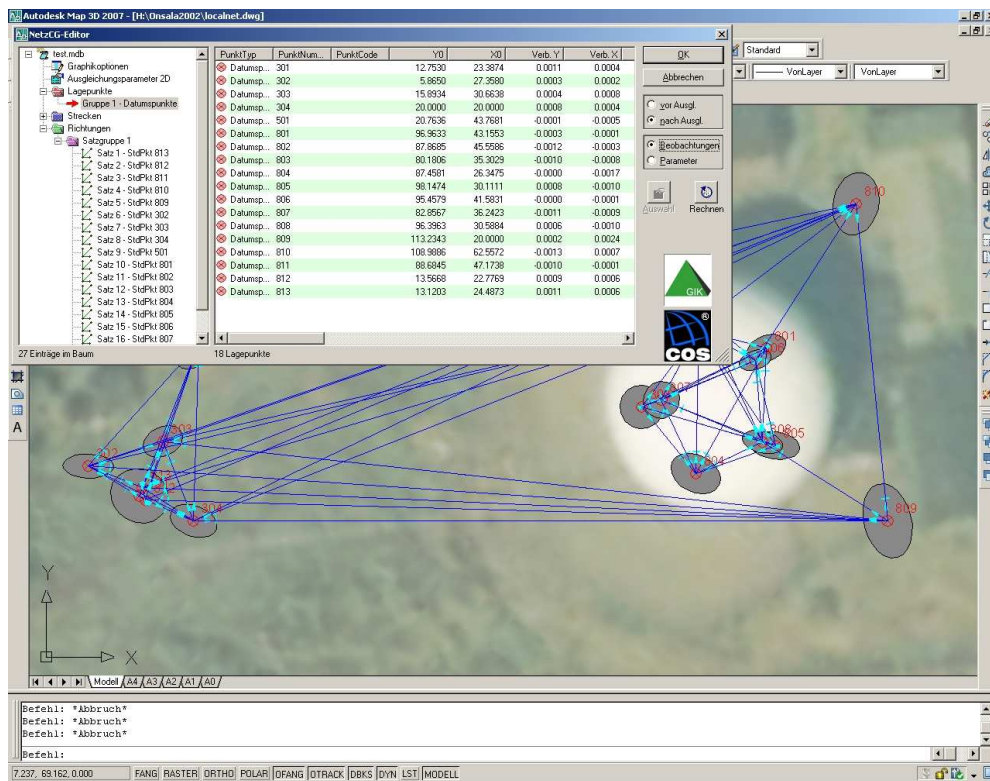 Autodesk Map 3D 2007 - [H:\Onsala2002\localnet.dwg]
NetzCG-Editor
Standard
VonLayer VonLayer
test.mdb
Graphikoptionen
Ausgleichungsparameter 2D
Lagepunkte
Gruppe 1 - Datumspunkte
Strecken
Richtungen
Satzgruppe 1
Satz 1 - StdPkt 813
Satz 2 - StdPkt 812
Satz 3 - StdPkt 811
Satz 4 - StdPkt 810
Satz 5 - StdPkt 809
Satz 6 - StdPkt 302
Satz 7 - StdPkt 303
Satz 8 - StdPkt 304
Satz 9 - StdPkt 501
Satz 10 - StdPkt 801
Satz 11 - StdPkt 802
Satz 12 - StdPkt 803
Satz 13 - StdPkt 804
Satz 14 - StdPkt 805
Satz 15 - StdPkt 806
Satz 16 - StdPkt 807
27 Einträge im Baum
PunktTyp PunktNum... PunktCode Y0 X0 Verb. Y Verb. X
Datumsp... 301 12.7530 23.3874 0.0011 0.0004
Datumsp... 302 5.8650 27.3580 0.0003 0.0002
Datumsp... 303 15.8934 30.6638 0.0004 0.0008
Datumsp... 304 20.0000 20.0000 0.0008 0.0004
Datumsp... 501 20.7636 43.7681 -0.0001 -0.0005
Datumsp... 801 96.9633 43.1553 -0.0003 -0.0001
Datumsp... 802 87.8685 45.5586 -0.0012 -0.0003
Datumsp... 803 80.1806 35.3029 -0.0010 -0.0008
Datumsp... 804 87.4581 26.3475 -0.0000 -0.0017
Datumsp... 805 98.1474 30.1111 0.0008 -0.0010
Datumsp... 806 95.4579 41.5831 -0.0000 -0.0001
Datumsp... 807 82.8567 36.2423 -0.0011 -0.0009
Datumsp... 808 96.3963 30.5884 0.0006 -0.0010
Datumsp... 809 113.2343 20.0000 0.0002 0.0024
Datumsp... 810 108.9886 62.5572 -0.0013 0.0007
Datumsp... 811 88.6845 47.1738 -0.0010 -0.0001
Datumsp... 812 13.5668 22.7769 0.0009 0.0006
Datumsp... 813 13.1203 24.4873 0.0011 0.0006
18 Lagepunkte
OK
Abbrechen
vor Ausgl.
nach Ausgl.
Beobachtungen
Parameter
Auswahl Rechnen
GIK
COS
®
810
801
808
805
804
809
303
302
304
Y
X
A
Modell A4 A3 A2 A1 A0
Befehl: *Abbruch*
Befehl: *Abbruch*
Befehl: *Abbruch*
Befehl:
7.237, 69.162, 0.000 FANG RASTER ORTHO POLAR OFANG OTRACK DBKS DYN LST MODELL